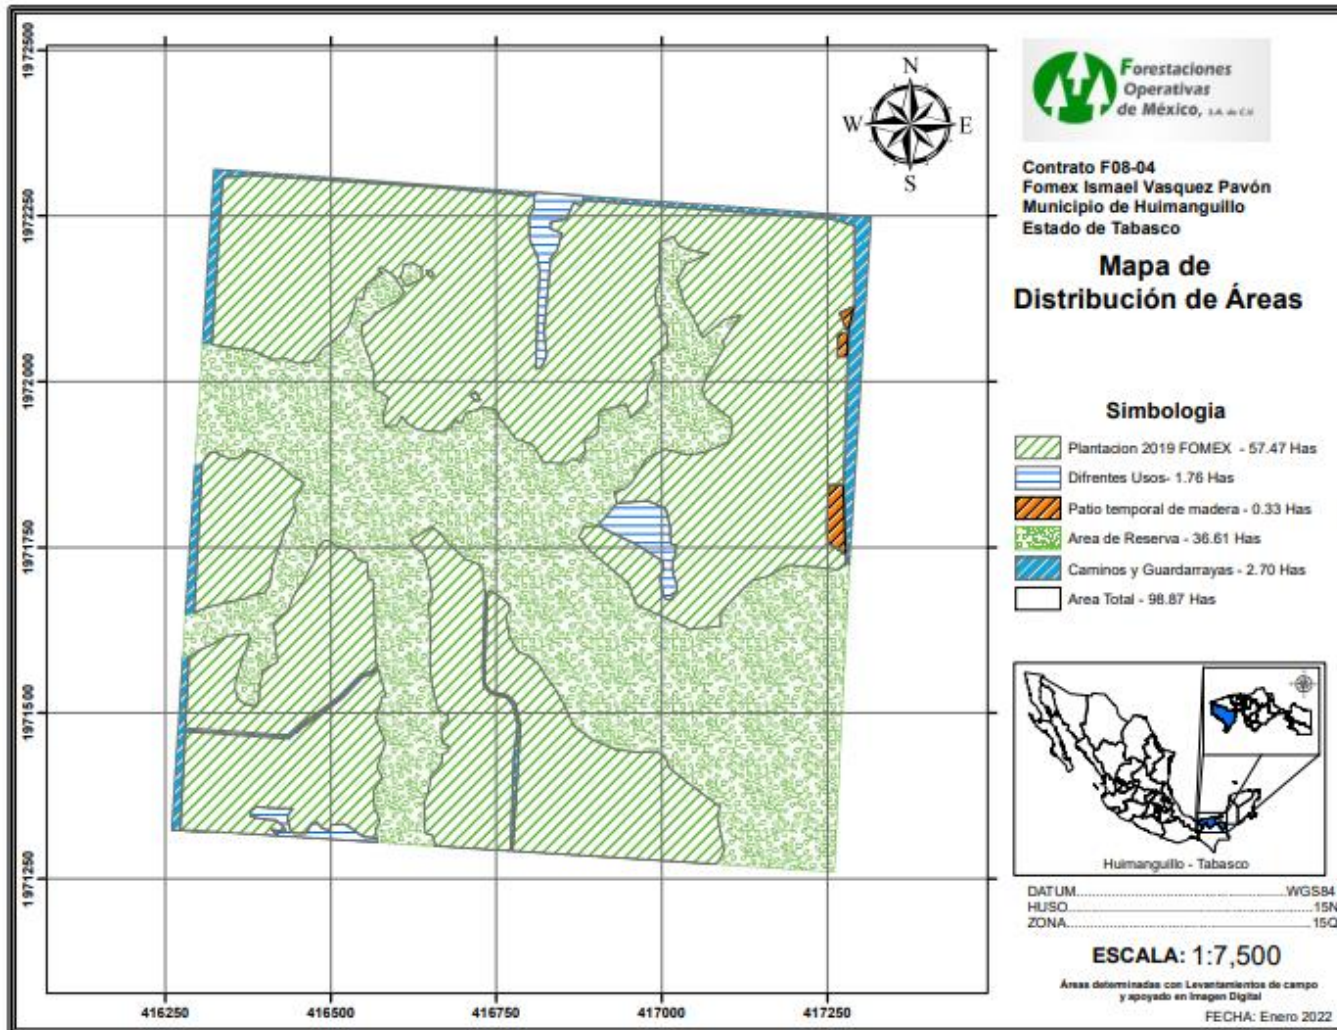 1972500
1972250
1972000
1971750
1971500
1971250
416250
416500
416750
417000
417250
N
W
E
S
Forestaciones
Operativas
de México, S.A. de C.V.
Contrato F08-04
Fomex Ismael Vasquez Pavón
Municipio de Huimanguillo
Estado de Tabasco
Mapa de
Distribución de Áreas
Simbologia
Plantacion 2019 FOMEX - 57.47 Has
Difrentes Usos- 1.76 Has
Patio temporal de madera - 0.33 Has
Area de Reserva - 36.61 Has
Caminos y Guardarrayas - 2.70 Has
Area Total - 98.87 Has
Huimanguillo - Tabasco
DATUM WGS84
HUSO 15N
ZONA 15Q
ESCALA: 1:7,500
Áreas determinadas con Levantamientos de campo
y apoyado en Imagen Digital
FECHA: Enero 2022